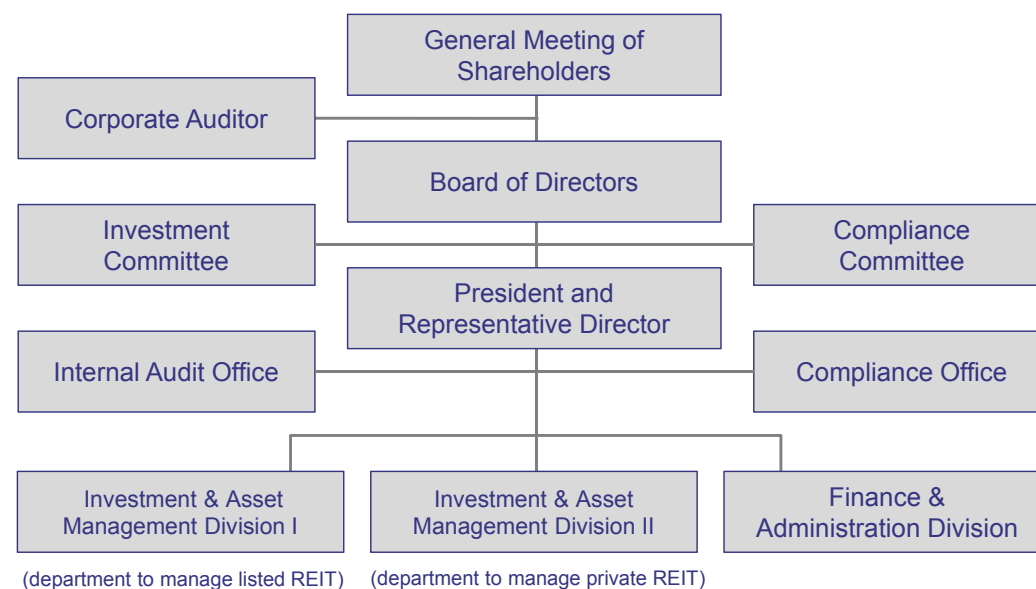 General Meeting of
Shareholders
Corporate Auditor
Board of Directors
Investment
Committee
Compliance
Committee
President and
Representative Director
Internal Audit Office
Compliance Office
Investment & Asset
Management Division I
Investment & Asset
Management Division II
Finance &
Administration Division
(department to manage listed REIT)
(department to manage private REIT)